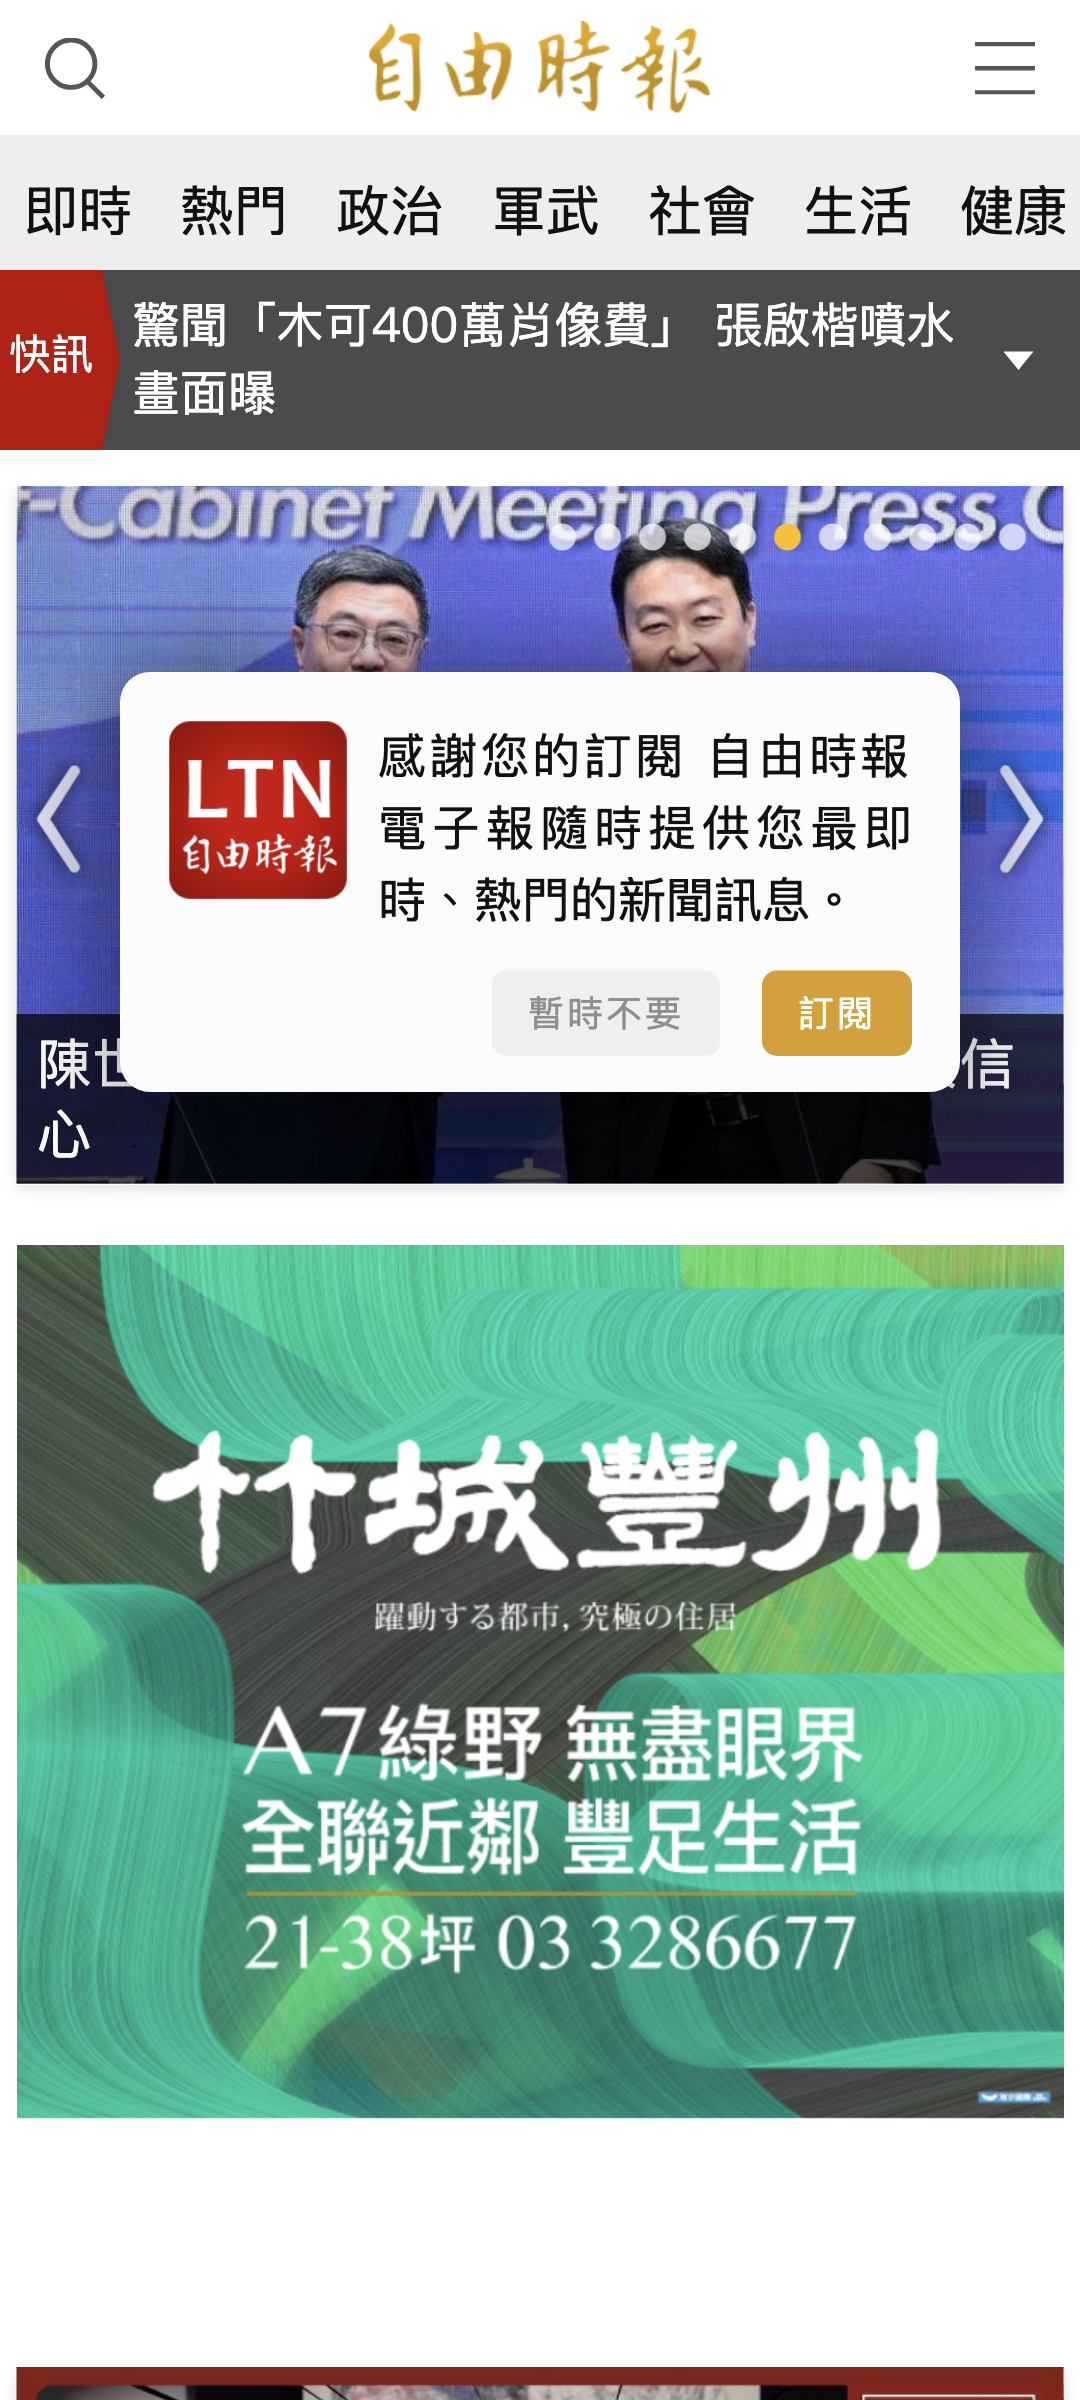 自由時報
即時 熱門 政治 軍武 社會 生活 健康
快訊
驚聞「木可400萬肖像費」 張啟楷噴水
畫面曝
-Cabinet Meeting Press C
LTN
自由時報
感謝您的訂閱 自由時報
電子報隨時提供您最即
時、熱門的新聞訊息。
暫時不要 訂閱
陳世
信
心
竹城豐州
躍動する都市, 究極の住居
A7綠野 無盡眼界
全聯近鄰 豐足生活
21-38坪 03 3286677